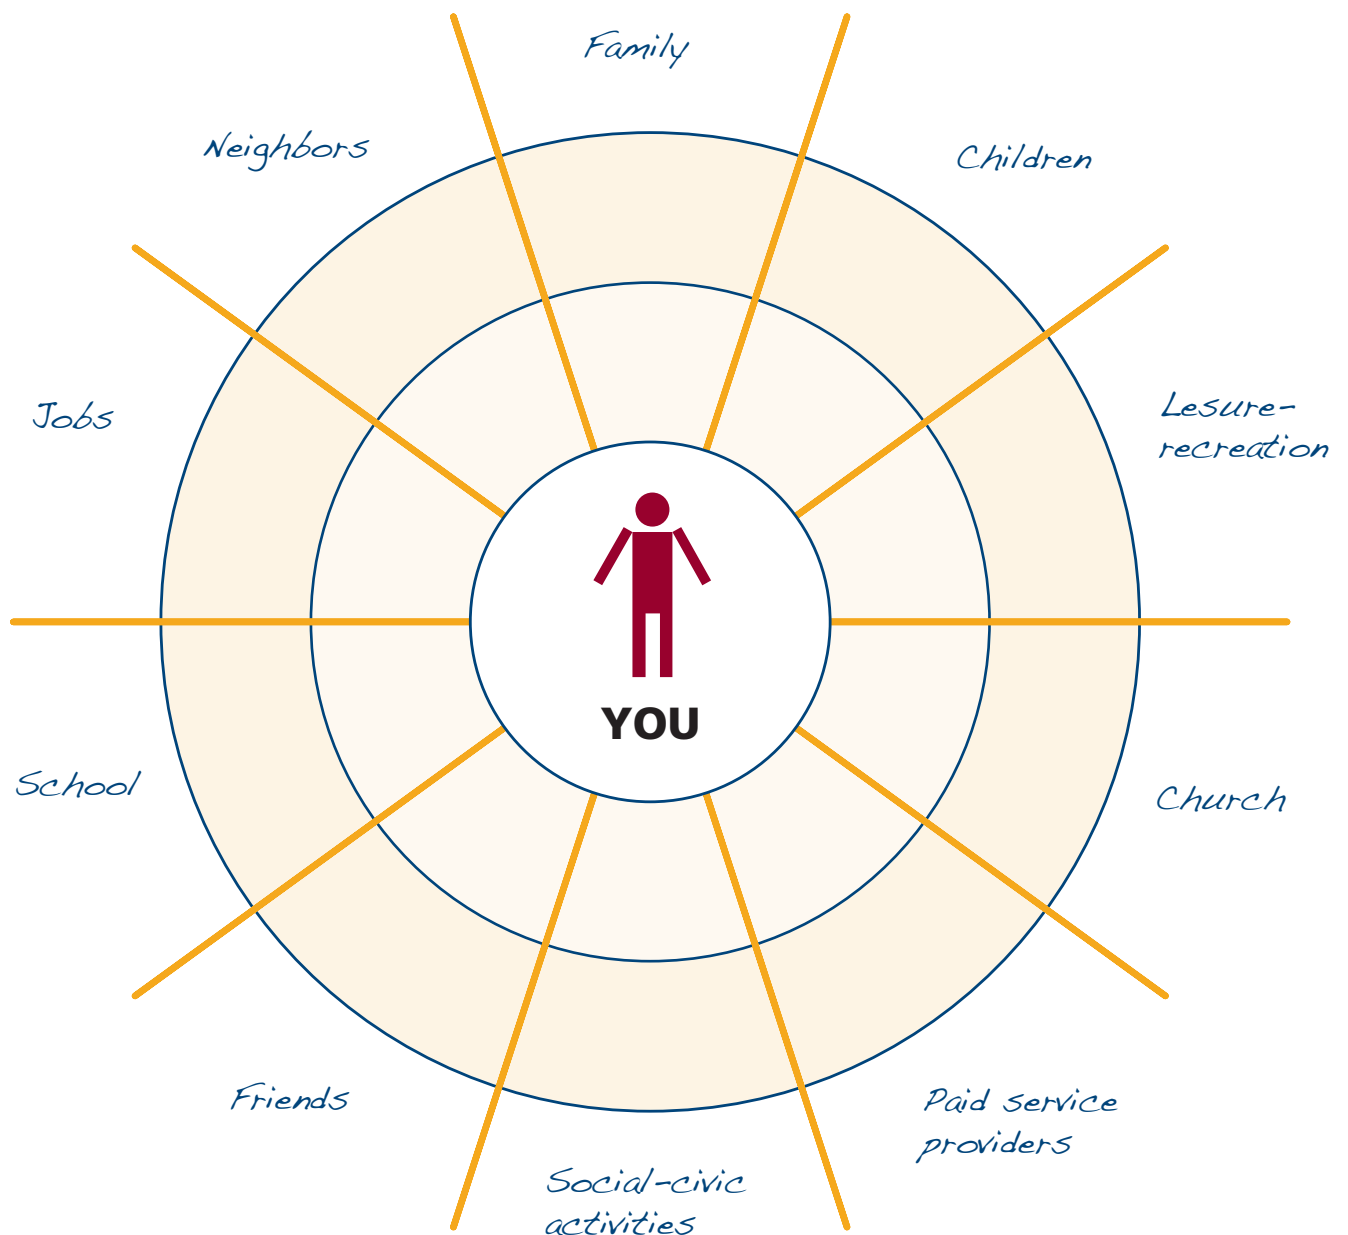 Family
Neighbors
Children
Jobs
Lesure-
recreation
YOU
School
Church
Friends
Paid service
providers
Social-civic
activities